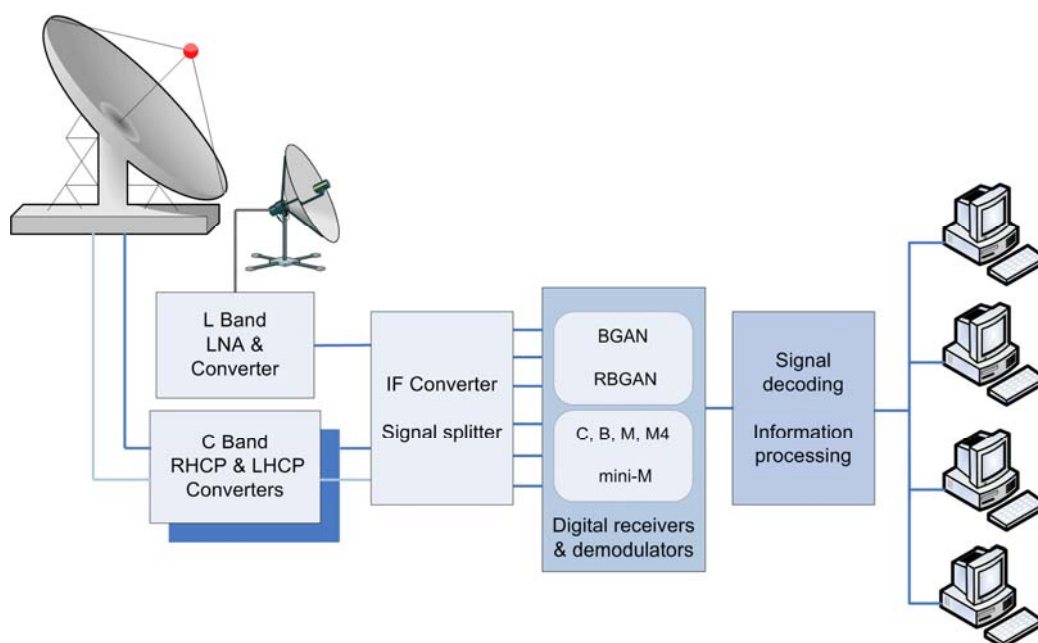 L Band
LNA &
Converter
C Band
RHCP & LHCP
Converters
IF Converter
Signal splitter
BGAN
RBGAN
C, B, M, M4
mini-M
Digital receivers
& demodulators
Signal
decoding
Information
processing